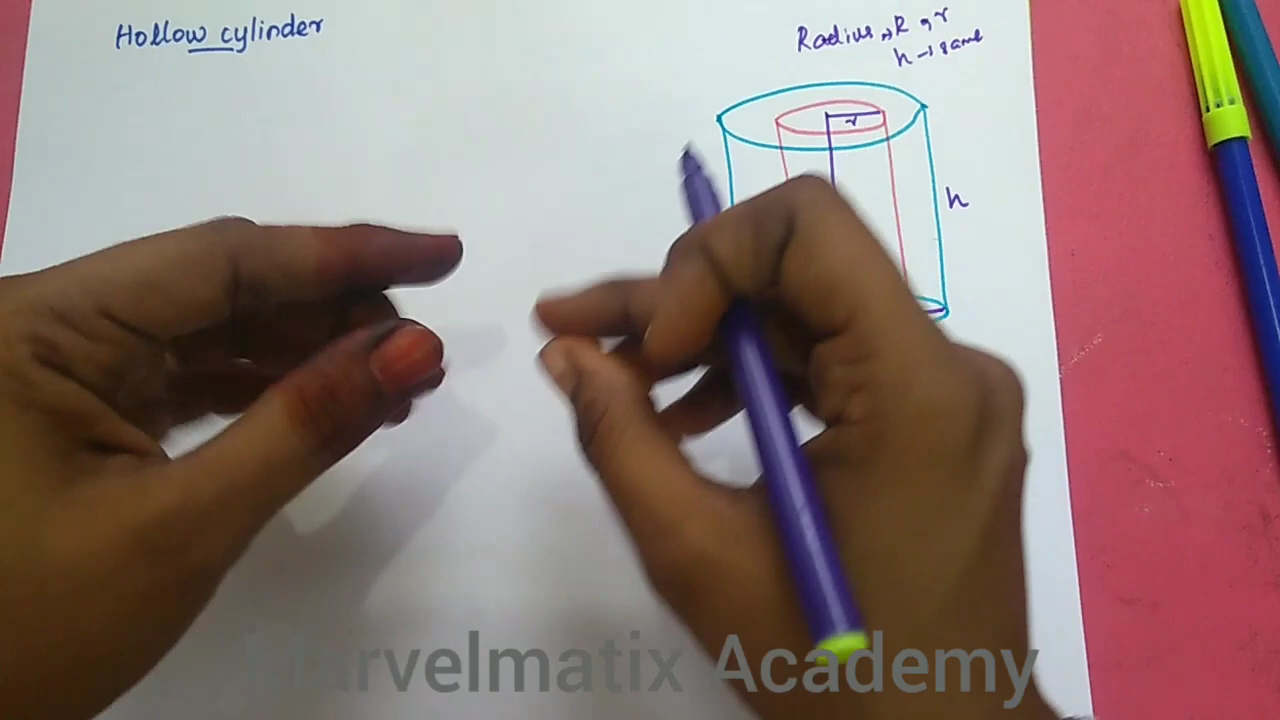 Hollow cylinder
Radius → R, r
h → same
r
h
Marvelmatix Academy